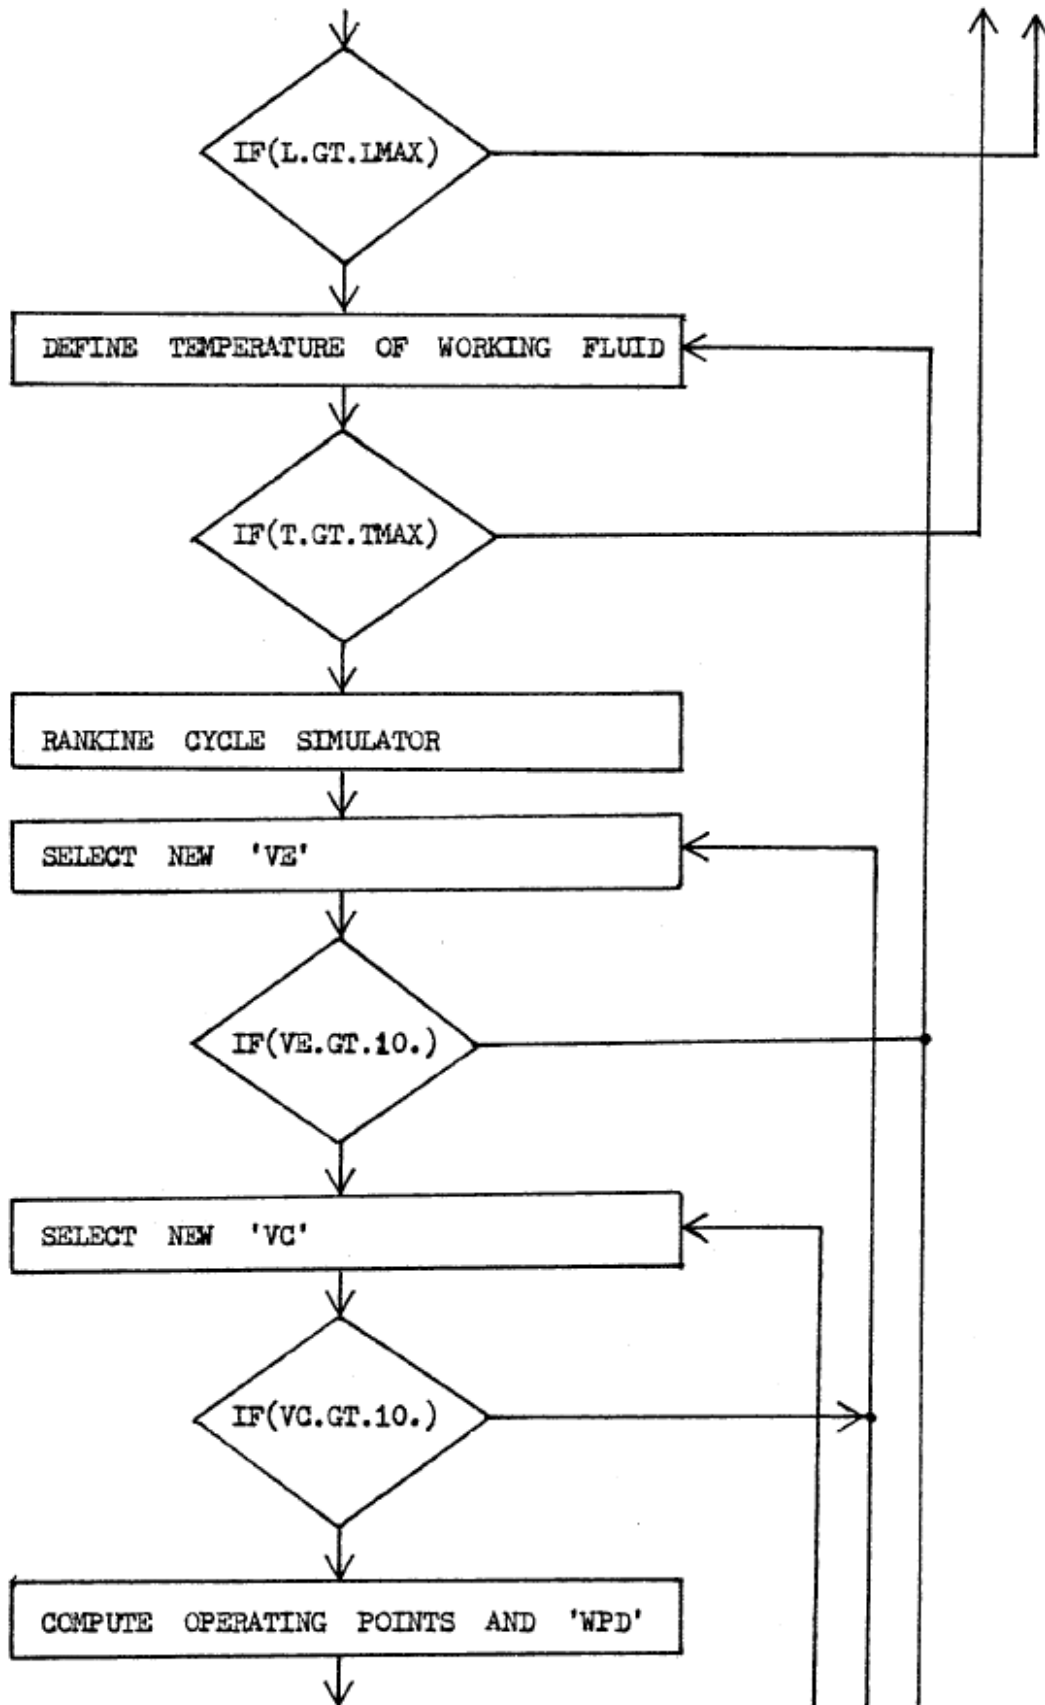 IF(L.GT.LMAX)
DEFINE TEMPERATURE OF WORKING FLUID
IF(T.GT.TMAX)
RANKINE CYCLE SIMULATOR
SELECT NEW 'VE'
IF(VE.GT.10.)
SELECT NEW 'VC'
IF(VC.GT.10.)
COMPUTE OPERATING POINTS AND 'WPD'